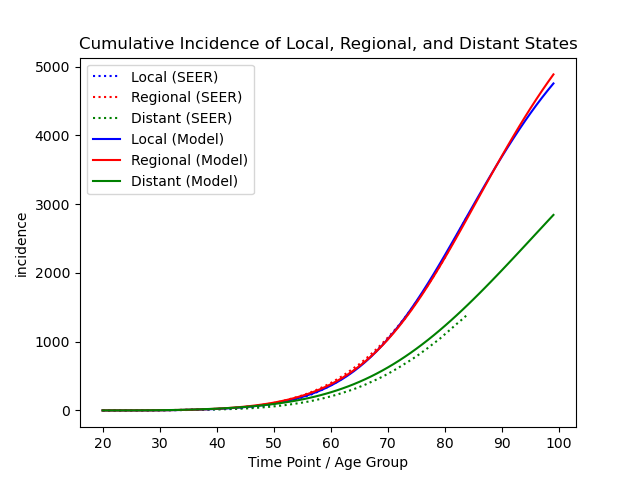 Cumulative Incidence of Local, Regional, and Distant States
5000
4000
3000
2000
1000
0
incidence
Local (SEER)
Regional (SEER)
Distant (SEER)
Local (Model)
Regional (Model)
Distant (Model)
20 30 40 50 60 70 80 90 100
Time Point / Age Group